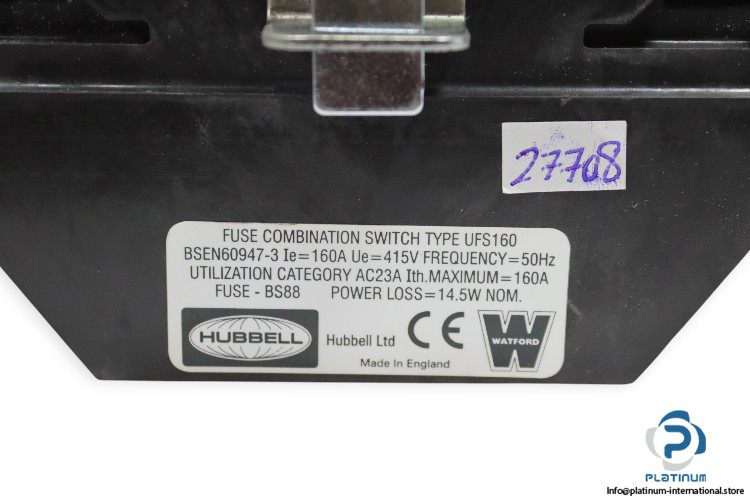 27708
FUSE COMBINATION SWITCH TYPE UFS160
BSEN60947-3 Ie=160A Ue=415V FREQUENCY=50Hz
UTILIZATION CATEGORY AC23A Ith.MAXIMUM=160A
FUSE - BS88 POWER LOSS=14.5W NOM.
HUBBELL
Hubbell Ltd
CE
W
WATFORD
Made in England
PLATINUM
Info@platinum-international.store